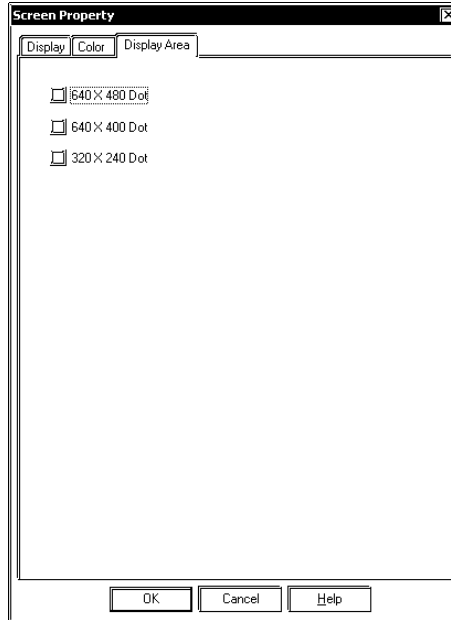 Screen Property
Display Color Display Area
640 X 480 Dot
640 X 400 Dot
320 X 240 Dot
OK Cancel Help